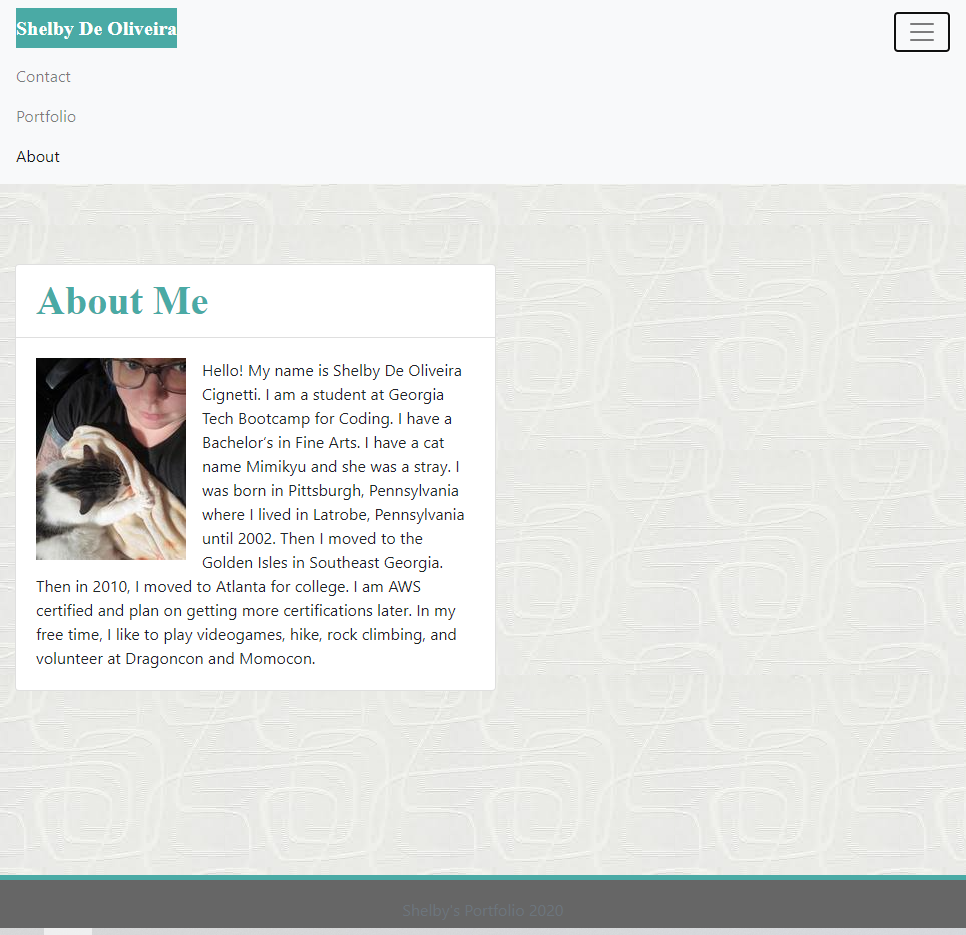 Shelby De Oliveira
Contact
Portfolio
About
About Me
Hello! My name is Shelby De Oliveira
Cignetti. I am a student at Georgia
Tech Bootcamp for Coding. I have a
Bachelor's in Fine Arts. I have a cat
name Mimikyu and she was a stray. I
was born in Pittsburgh, Pennsylvania
where I lived in Latrobe, Pennsylvania
until 2002. Then I moved to the
Golden Isles in Southeast Georgia.
Then in 2010, I moved to Atlanta for college. I am AWS
certified and plan on getting more certifications later. In my
free time, I like to play videogames, hike, rock climbing, and
volunteer at Dragoncon and Momocon.
Shelby's Portfolio 2020